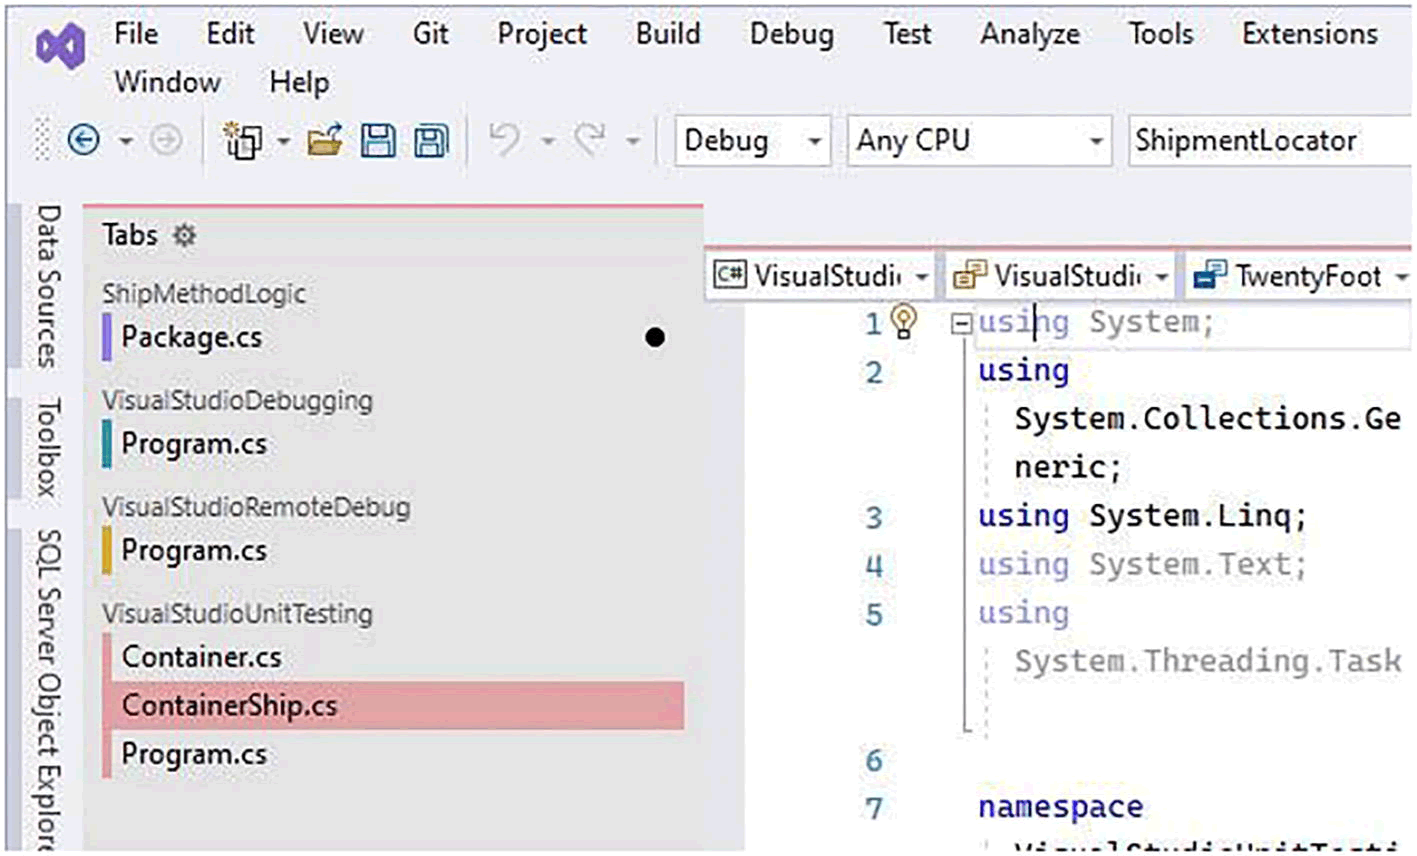 File Edit View Git Project Build Debug Test Analyze Tools Extensions
Window Help
Debug Any CPU ShipmentLocator
Data Sources
Toolbox
SQL Server Object Explore
Tabs
ShipMethodLogic
Package.cs
VisualStudioDebugging
Program.cs
VisualStudioRemoteDebug
Program.cs
VisualStudioUnitTesting
Container.cs
ContainerShip.cs
Program.cs
C# VisualStudi VisualStudi TwentyFoot
1 using System;
2 using
System.Collections.Ge
neric;
3 using System.Linq;
4 using System.Text;
5 using
System.Threading.Task
6
7 namespace
VisualStudioUnitTesti